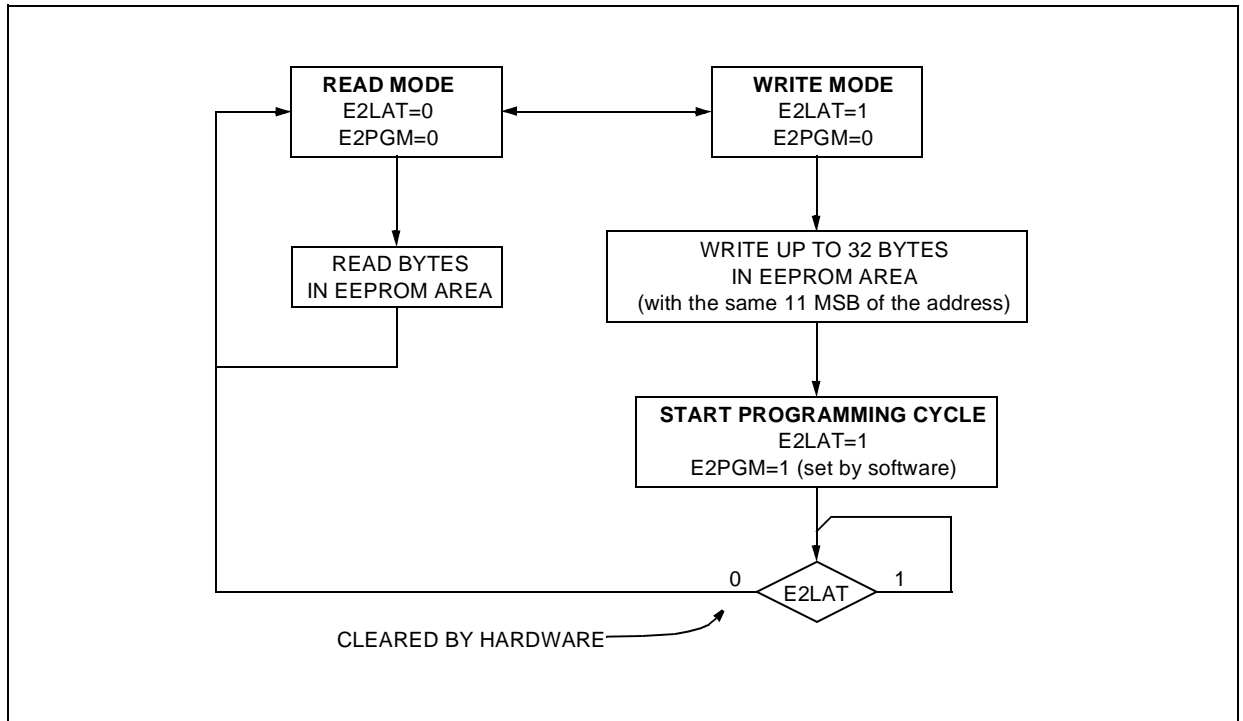 READ MODE
E2LAT=0
E2PGM=0
WRITE MODE
E2LAT=1
E2PGM=0
READ BYTES
IN EEPROM AREA
WRITE UP TO 32 BYTES
IN EEPROM AREA
(with the same 11 MSB of the address)
START PROGRAMMING CYCLE
E2LAT=1
E2PGM=1 (set by software)
0
E2LAT
1
CLEARED BY HARDWARE